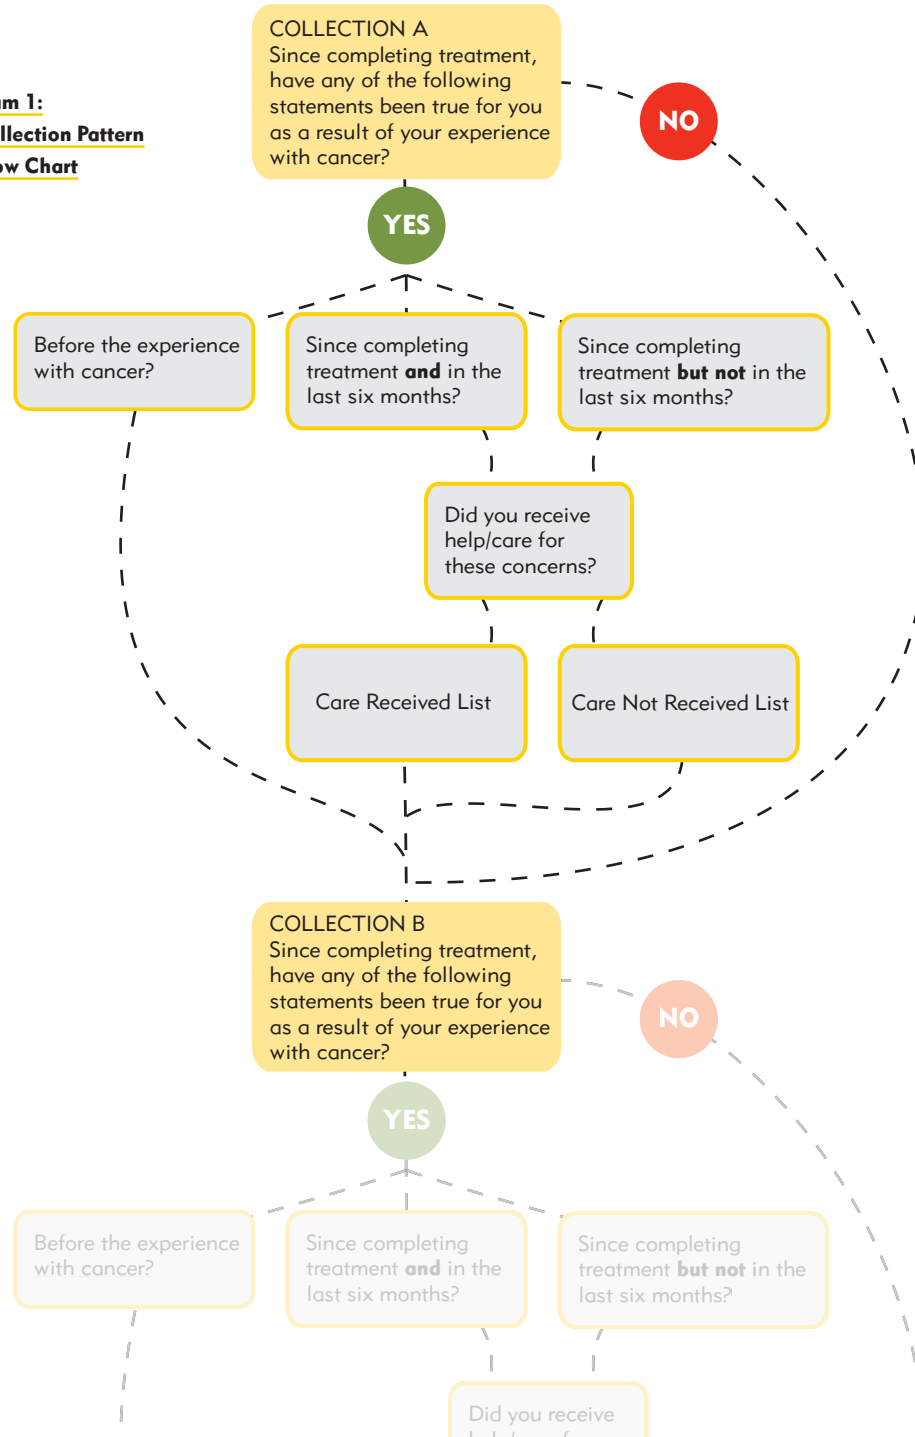 COLLECTION A
Since completing treatment,
have any of the following
statements been true for you
as a result of your experience
with cancer?
am 1:
llection Pattern
ow Chart
NO
YES
Before the experience
with cancer?
Since completing
treatment and in the
last six months?
Since completing
treatment but not in the
last six months?
Did you receive
help/care for
these concerns?
Care Received List
Care Not Received List
COLLECTION B
Since completing treatment,
have any of the following
statements been true for you
as a result of your experience
with cancer?
NO
YES
Before the experience
with cancer?
Since completing
treatment and in the
last six months?
Since completing
treatment but not in the
last six months?
Did you receive